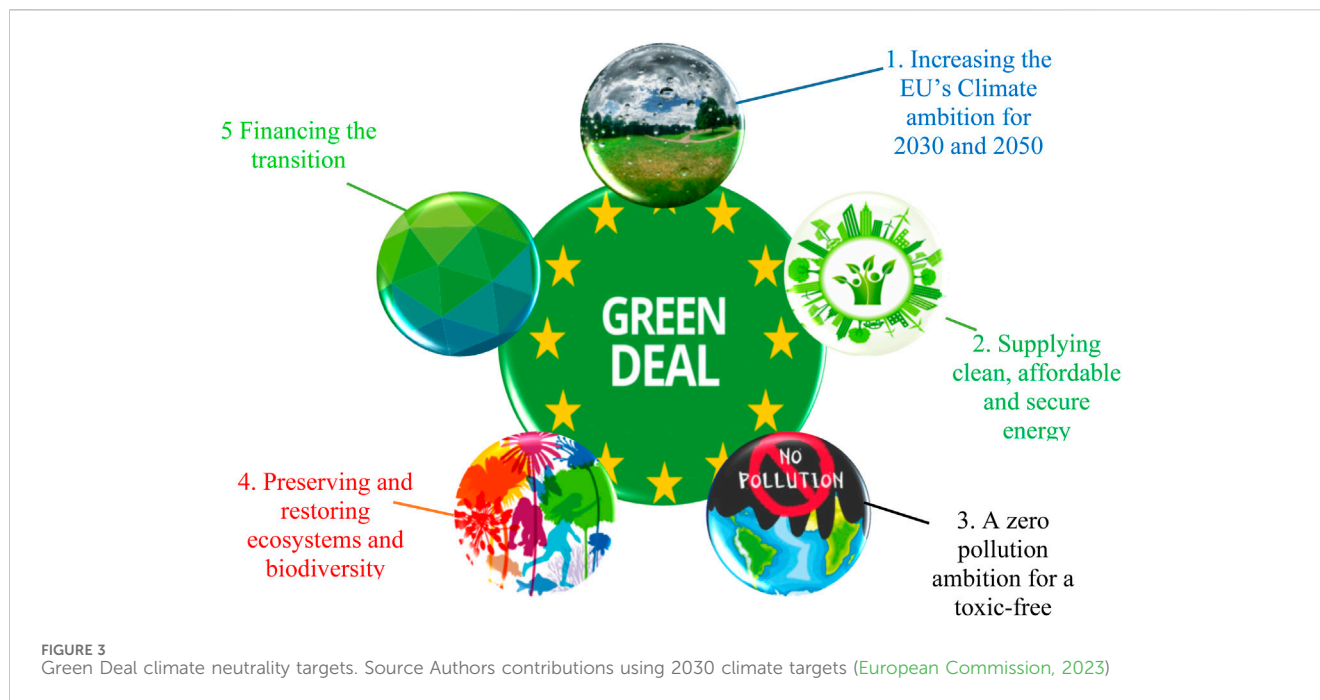 1. Increasing the
EU's Climate
ambition for
2030 and 2050
5 Financing the
transition
GREEN
DEAL
2. Supplying
clean, affordable
and secure
energy
4. Preserving and
restoring
ecosystems and
biodiversity
NO
POLLUTION
3. A zero
pollution
ambition for a
toxic-free
FIGURE 3
Green Deal climate neutrality targets. Source Authors contributions using 2030 climate targets (European Commission, 2023)